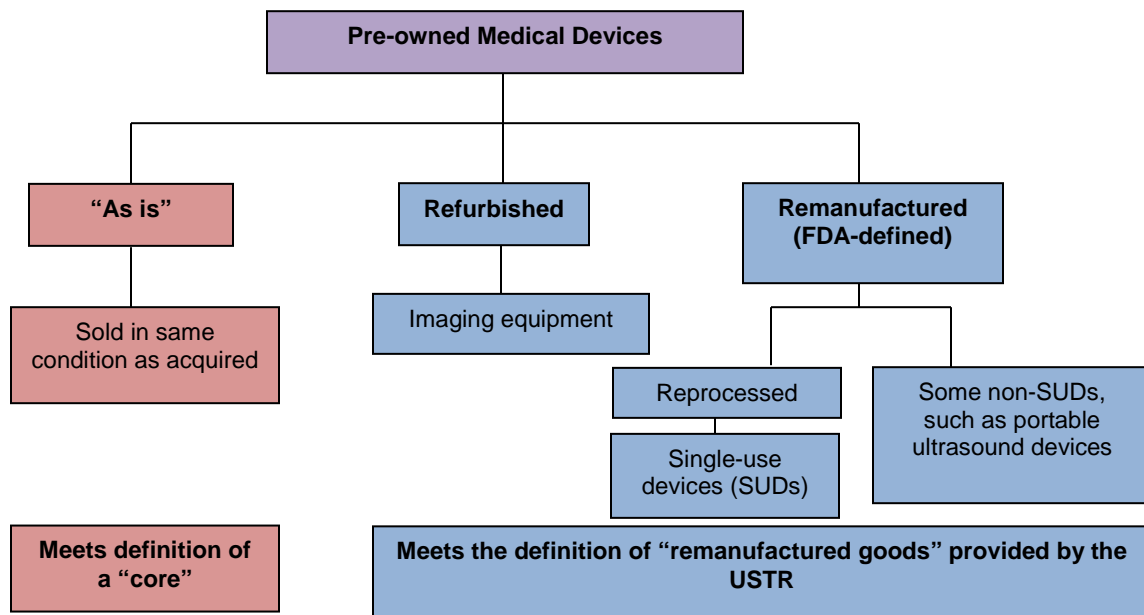 Pre-owned Medical Devices
“As is”
Refurbished
Remanufactured
(FDA-defined)
Sold in same
condition as acquired
Imaging equipment
Reprocessed
Single-use
devices (SUDs)
Some non-SUDs,
such as portable
ultrasound devices
Meets definition of
a “core”
Meets the definition of “remanufactured goods” provided by the
USTR